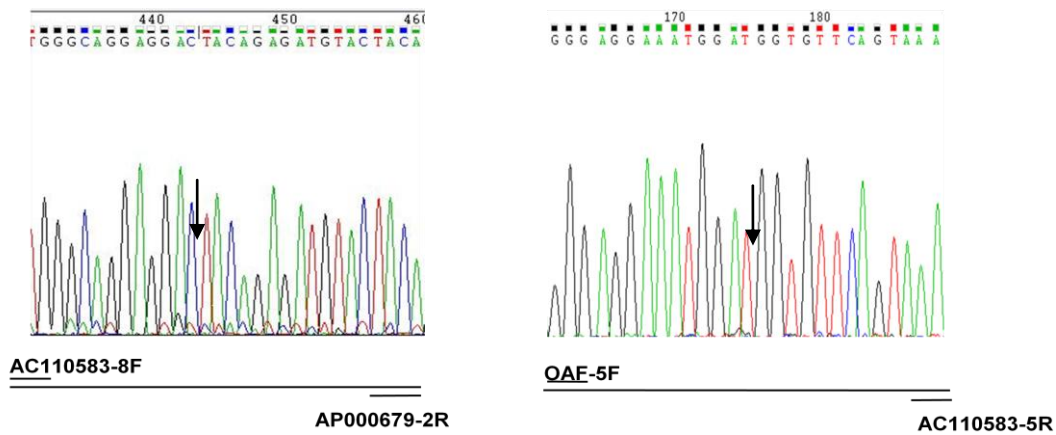 440 450 460
TGGGCAGGAGGACTACAGAGATGTACTACA
AC110583-8F
AP000679-2R
170 180
GGGAGGAAATGGATGGTGTTCAGTAAA
OAF-5F
AC110583-5R